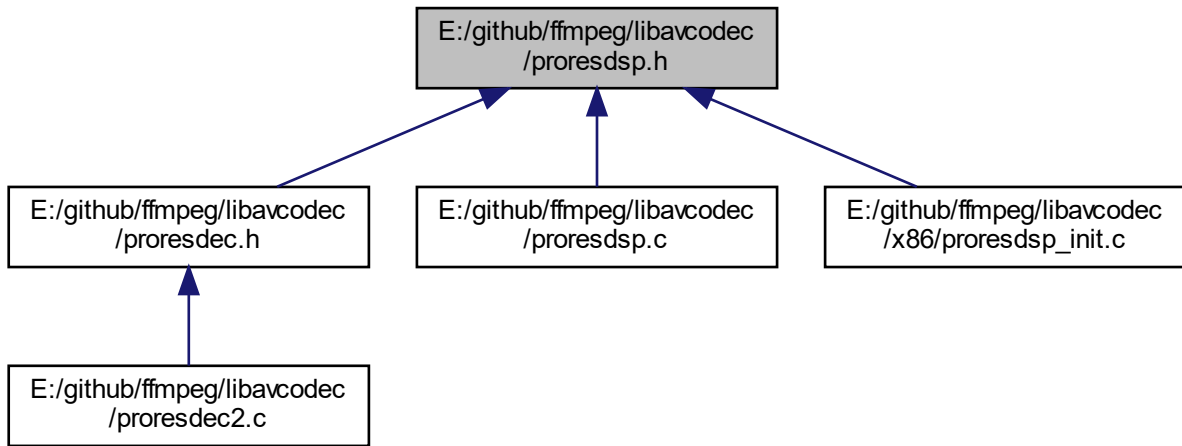 E:/github/ffmpeg/libavcodec
/proresdsp.h
E:/github/ffmpeg/libavcodec
/proresdec.h
E:/github/ffmpeg/libavcodec
/proresdsp.c
E:/github/ffmpeg/libavcodec
/x86/proresdsp_init.c
E:/github/ffmpeg/libavcodec
/proresdec2.c